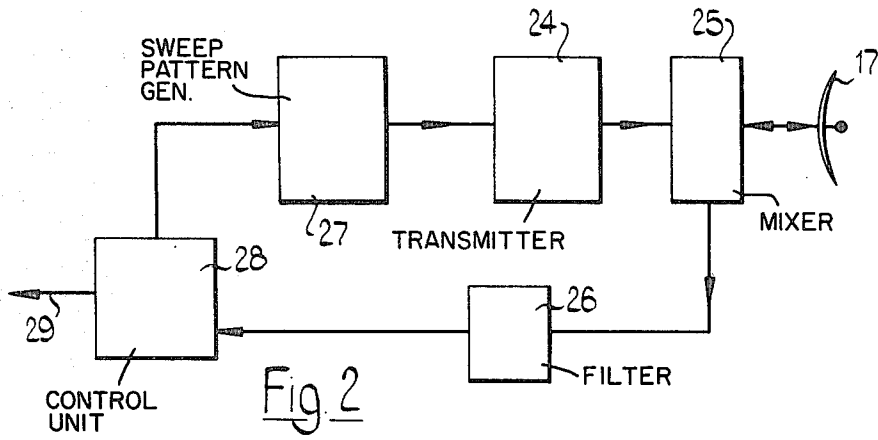 SWEEP
PATTERN
GEN.
24
25
17
27
TRANSMITTER
MIXER
28
26
29
FILTER
CONTROL
UNIT
Fig. 2